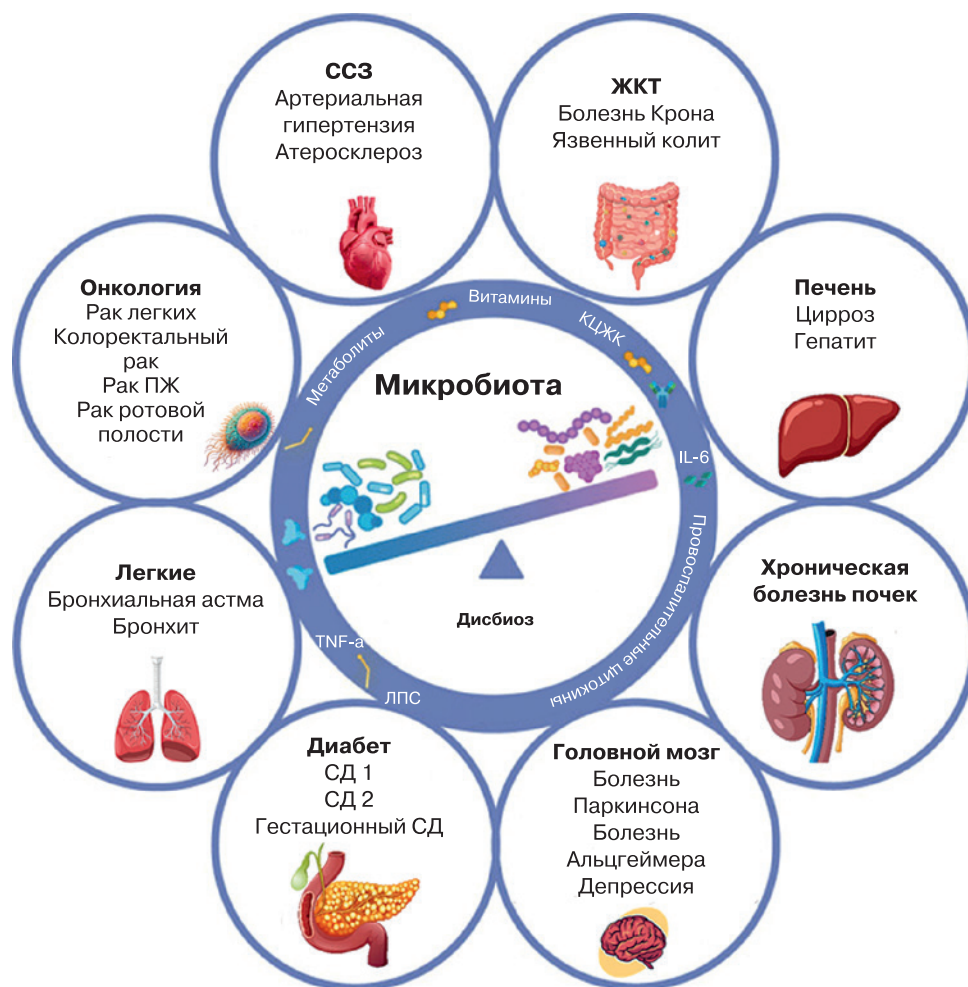 ССЗ
Артериальная
гипертензия
Атеросклероз
ЖКТ
Болезнь Крона
Язвенный колит
Онкология
Рак легких
Колоректальный
рак
Рак ПЖ
Рак ротовой
полости
Печень
Цирроз
Гепатит
Метаболиты
Витамины
КЦЖК
IL-6
Провоспалительные цитокины
ЛПС
TNF-a
Микробиота
Дисбиоз
Легкие
Бронхиальная астма
Бронхит
Хроническая
болезнь почек
Диабет
СД 1
СД 2
Гестационный СД
Головной мозг
Болезнь
Паркинсона
Болезнь
Альцгеймера
Депрессия